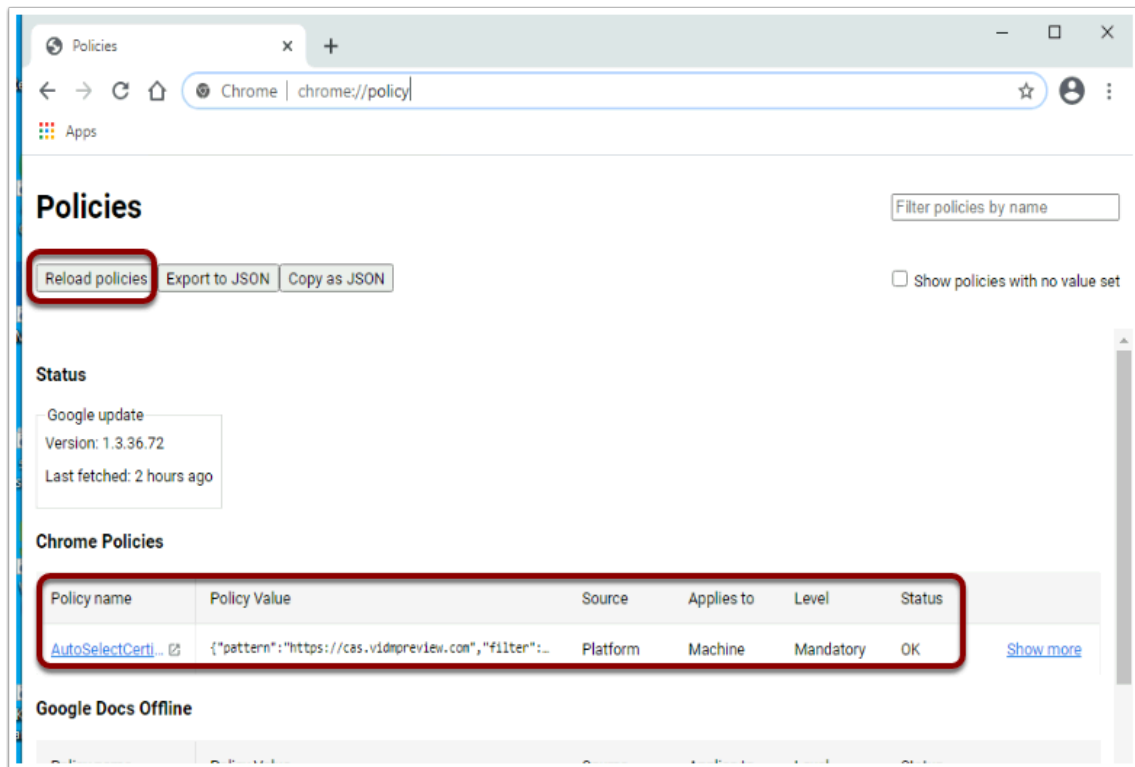 Policies
Chrome | chrome://policy
Apps
Policies
Filter policies by name
Reload policies Export to JSON Copy as JSON
Show policies with no value set
Status
Google update
Version: 1.3.36.72
Last fetched: 2 hours ago
Chrome Policies
Policy name Policy Value Source Applies to Level Status
AutoSelectCerti... {"pattern":"https://cas.vidmpreview.com","filter":… Platform Machine Mandatory OK Show more
Google Docs Offline